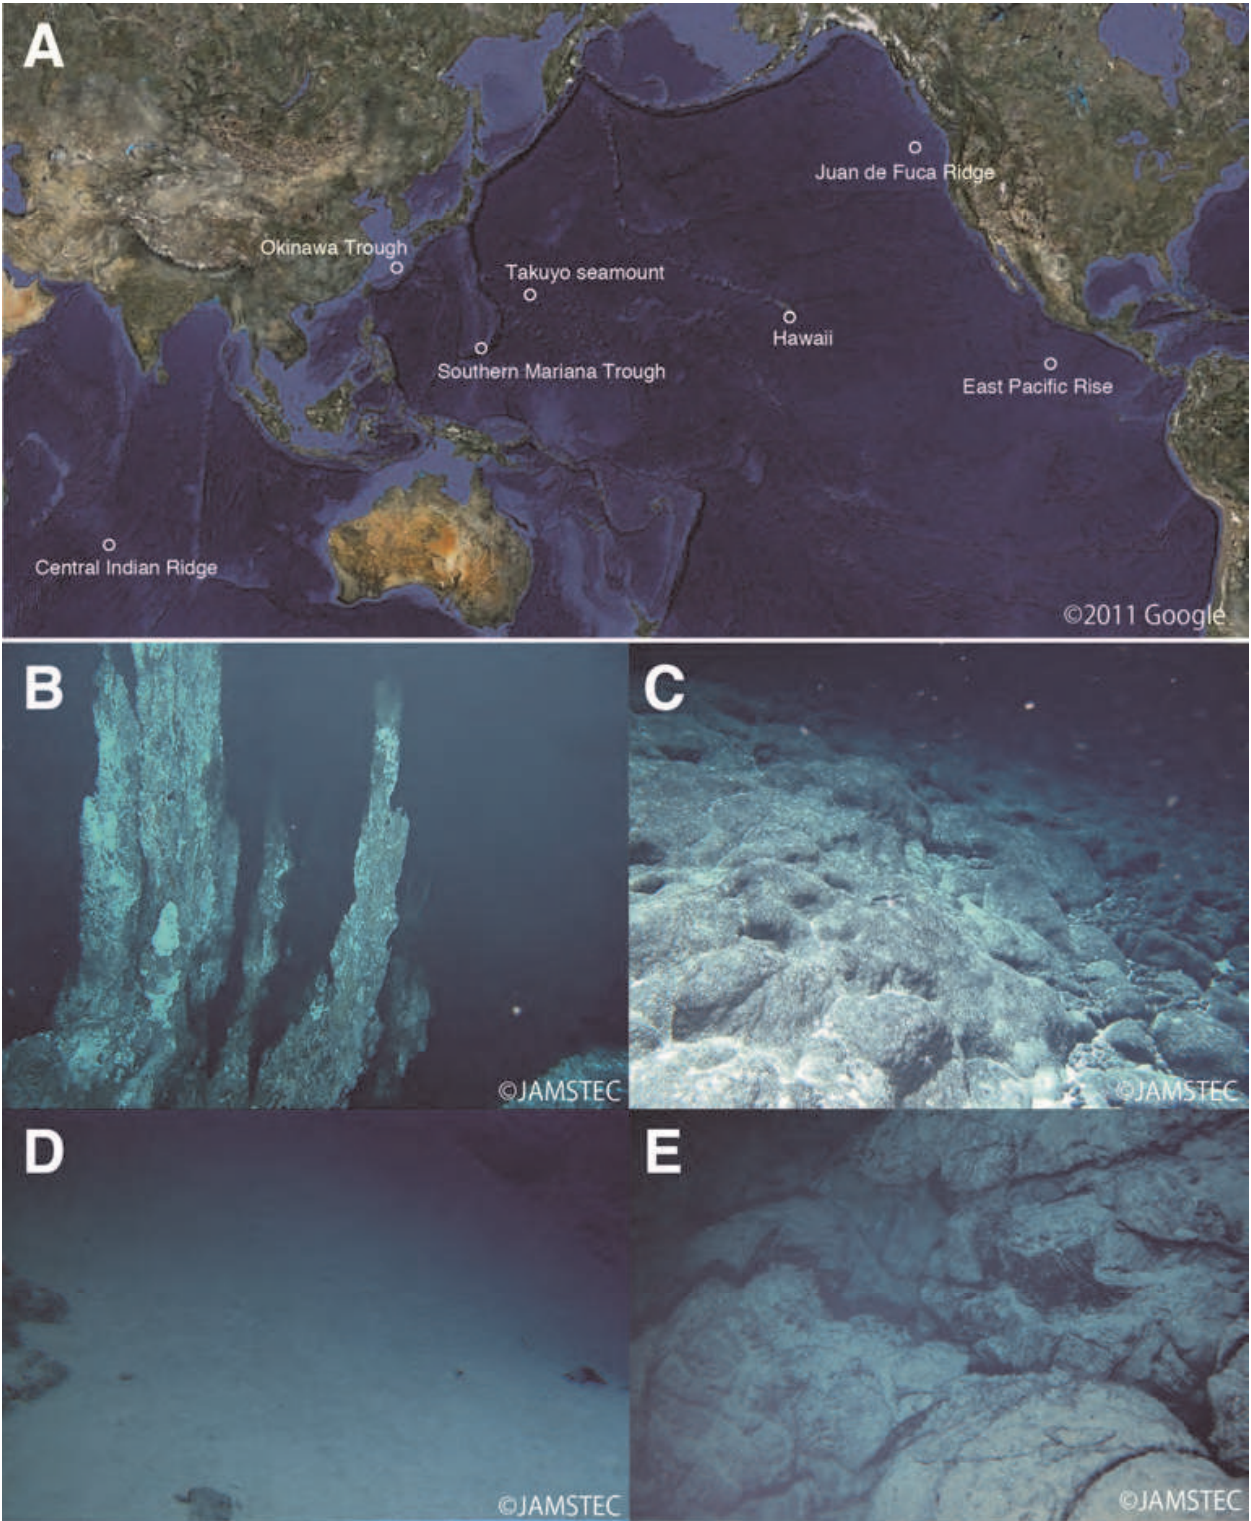 A
Juan de Fuca Ridge
Okinawa Trough
Takuyo seamount
Hawaii
Southern Mariana Trough
East Pacific Rise
Central Indian Ridge
©2011 Google
B
C
©JAMSTEC
©JAMSTEC
D
E
©JAMSTEC
©JAMSTEC